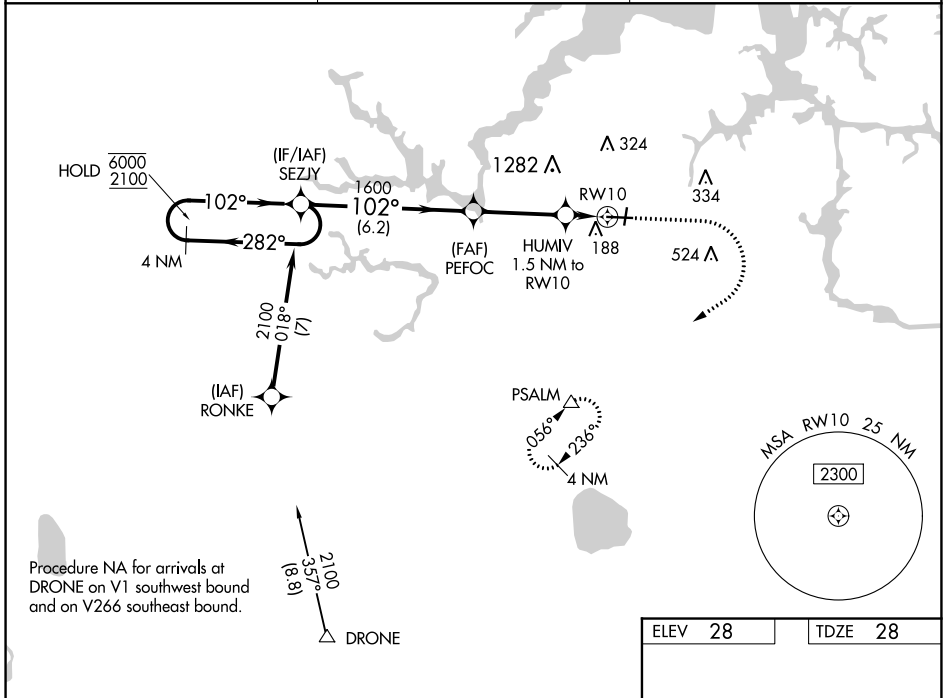 324
1282
334
(IF/IAF)
SEZJY
HOLD 6000
2100
102°
1600
102°
(6.2)
RW10
282°
4 NM
(FAF)
PEFOC
HUMIV
1.5 NM to
RW10
188
524
2100
018°
(7)
(IAF)
RONKE
PSALM
056°
236°
4 NM
MSA RW10 25 NM
2300
Procedure NA for arrivals at
DRONE on V1 southwest bound
and on V266 southeast bound.
2100
357°
(8.8)
DRONE
ELEV 28
TDZE 28